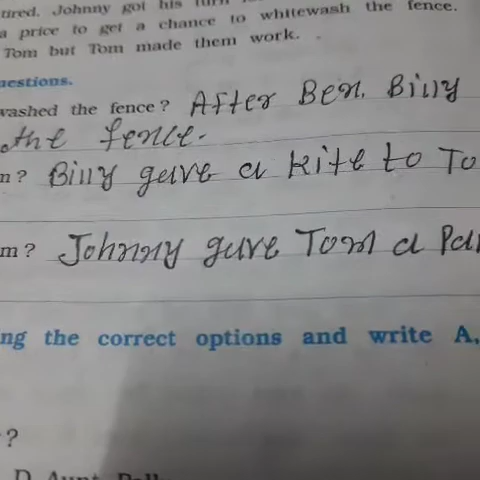 tired. Johnny got his turn
a price to get a chance to whitewash the fence.
Tom but Tom made them work.
uestions.
washed the fence? After Ben, Billy
the fence.
n? Billy gave a kite to To
m? Johnny gave Tom a
ng the correct options and write A,
?
D. Aunt